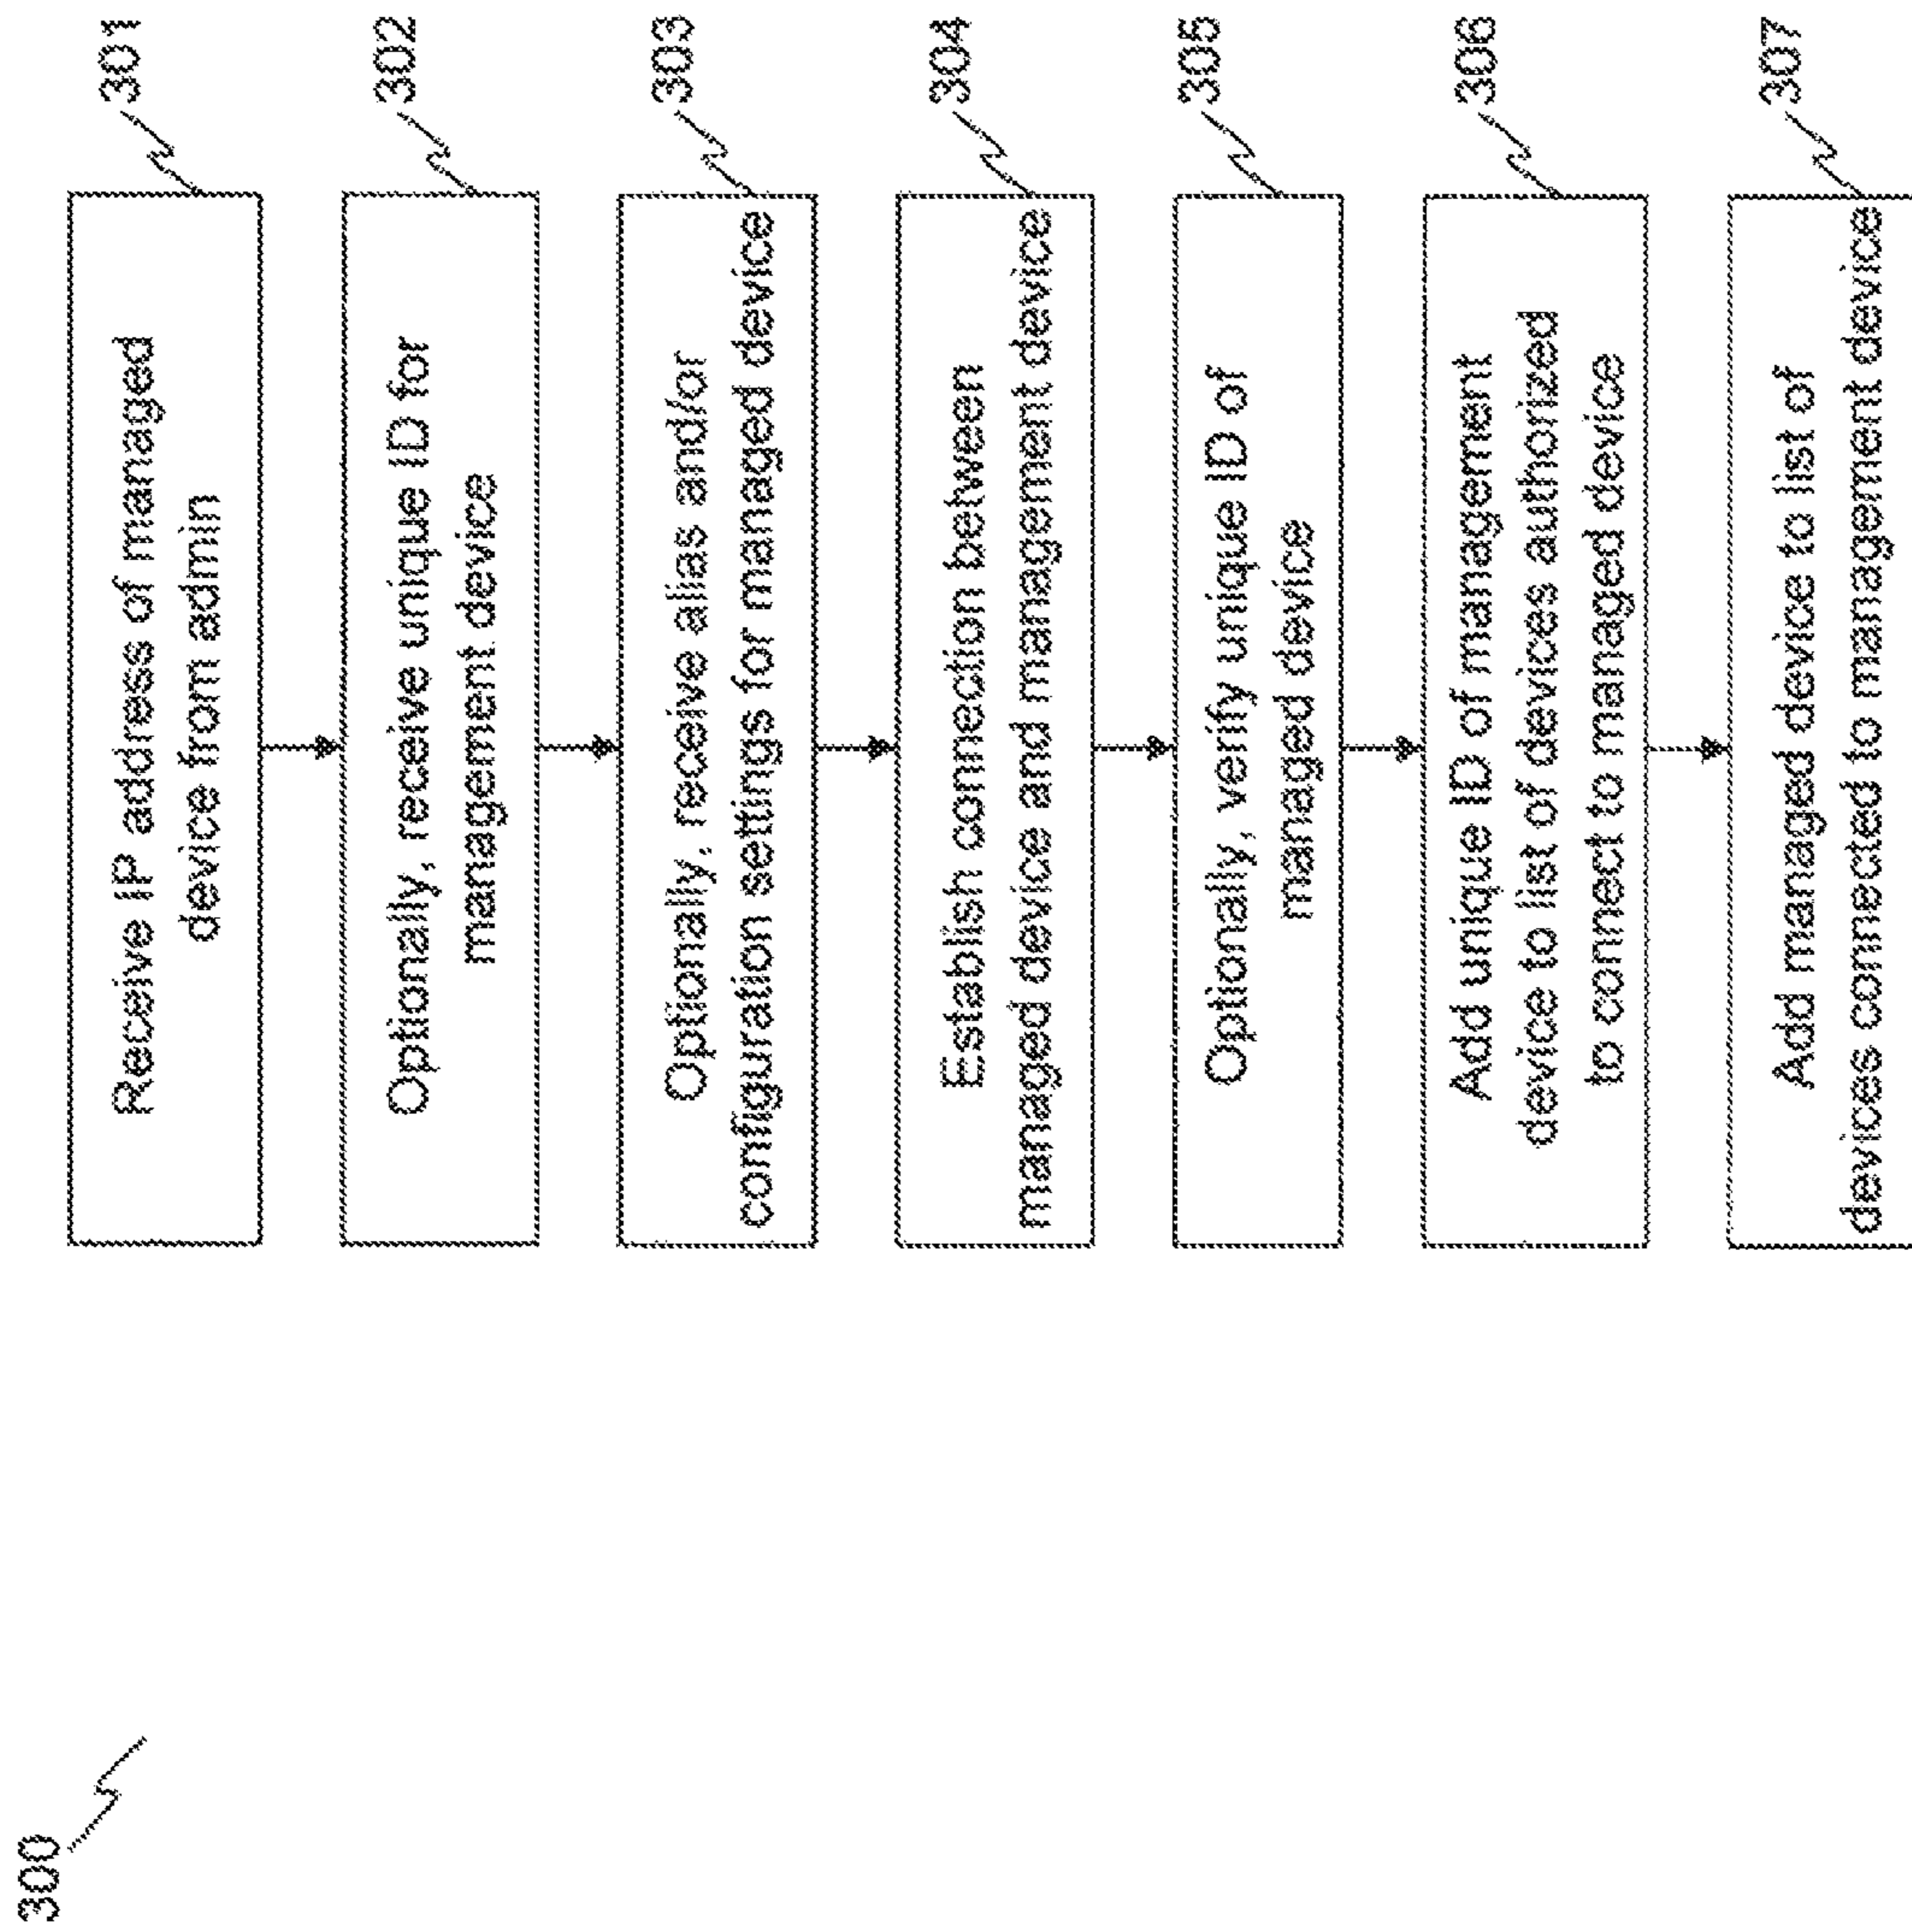 300
Receive IP address of managed
device from admin
301
Optionally, receive unique ID for
management device
302
Optionally, receive alias and/or
configuration settings for managed device
303
Establish connection between
managed device and management device
304
Optionally, verify unique ID of
managed device
305
Add unique ID of management
device to list of devices authorized
to connect to managed device
306
Add managed device to list of
devices connected to management device
307